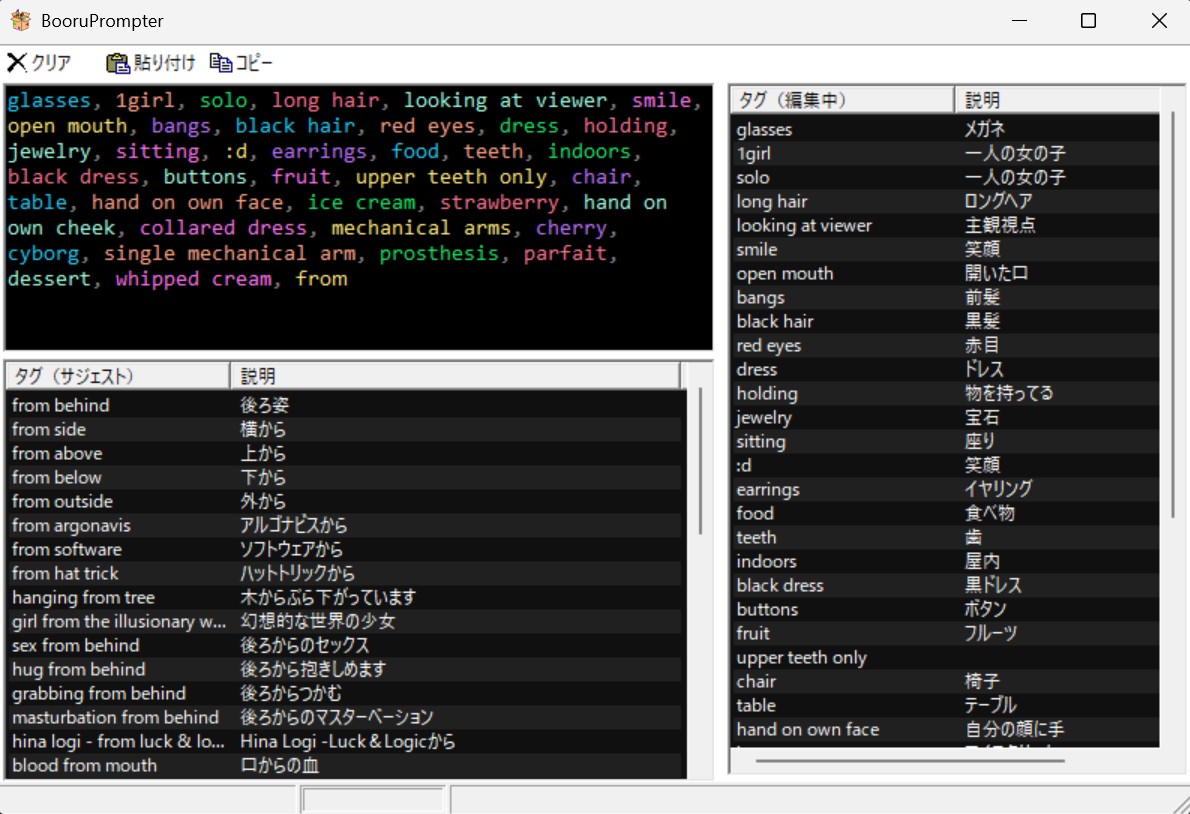 BooruPrompter
クリア 貼り付け コピー
glasses, 1girl, solo, long hair, looking at viewer, smile,
open mouth, bangs, black hair, red eyes, dress, holding,
jewelry, sitting, :d, earrings, food, teeth, indoors,
black dress, buttons, fruit, upper teeth only, chair,
table, hand on own face, ice cream, strawberry, hand on
own cheek, collared dress, mechanical arms, cherry,
cyborg, single mechanical arm, prosthesis, parfait,
dessert, whipped cream, from
タグ（サジェスト） 説明
from behind 後ろ姿
from side 横から
from above 上から
from below 下から
from outside 外から
from argonavis アルゴナビスから
from software ソフトウェアから
from hat trick ハットトリックから
hanging from tree 木からぶら下がっています
girl from the illusionary w... 幻想的な世界の少女
sex from behind 後ろからのセックス
hug from behind 後ろから抱きしめます
grabbing from behind 後ろからつかむ
masturbation from behind 後ろからのマスターベーション
hina logi - from luck & lo... Hina Logi -Luck＆Logicから
blood from mouth 口からの血
タグ（編集中） 説明
glasses メガネ
1girl 一人の女の子
solo 一人の女の子
long hair ロングヘア
looking at viewer 主観視点
smile 笑顔
open mouth 開いた口
bangs 前髪
black hair 黒髪
red eyes 赤目
dress ドレス
holding 物を持ってる
jewelry 宝石
sitting 座り
:d 笑顔
earrings イヤリング
food 食べ物
teeth 歯
indoors 屋内
black dress 黒ドレス
buttons ボタン
fruit フルーツ
upper teeth only
chair 椅子
table テーブル
hand on own face 自分の顔に手